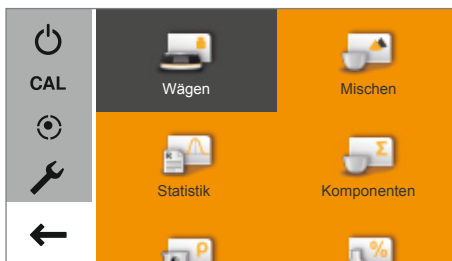 CAL
Wägen
Mischen
Σ
Statistik
Komponenten
ρ
%